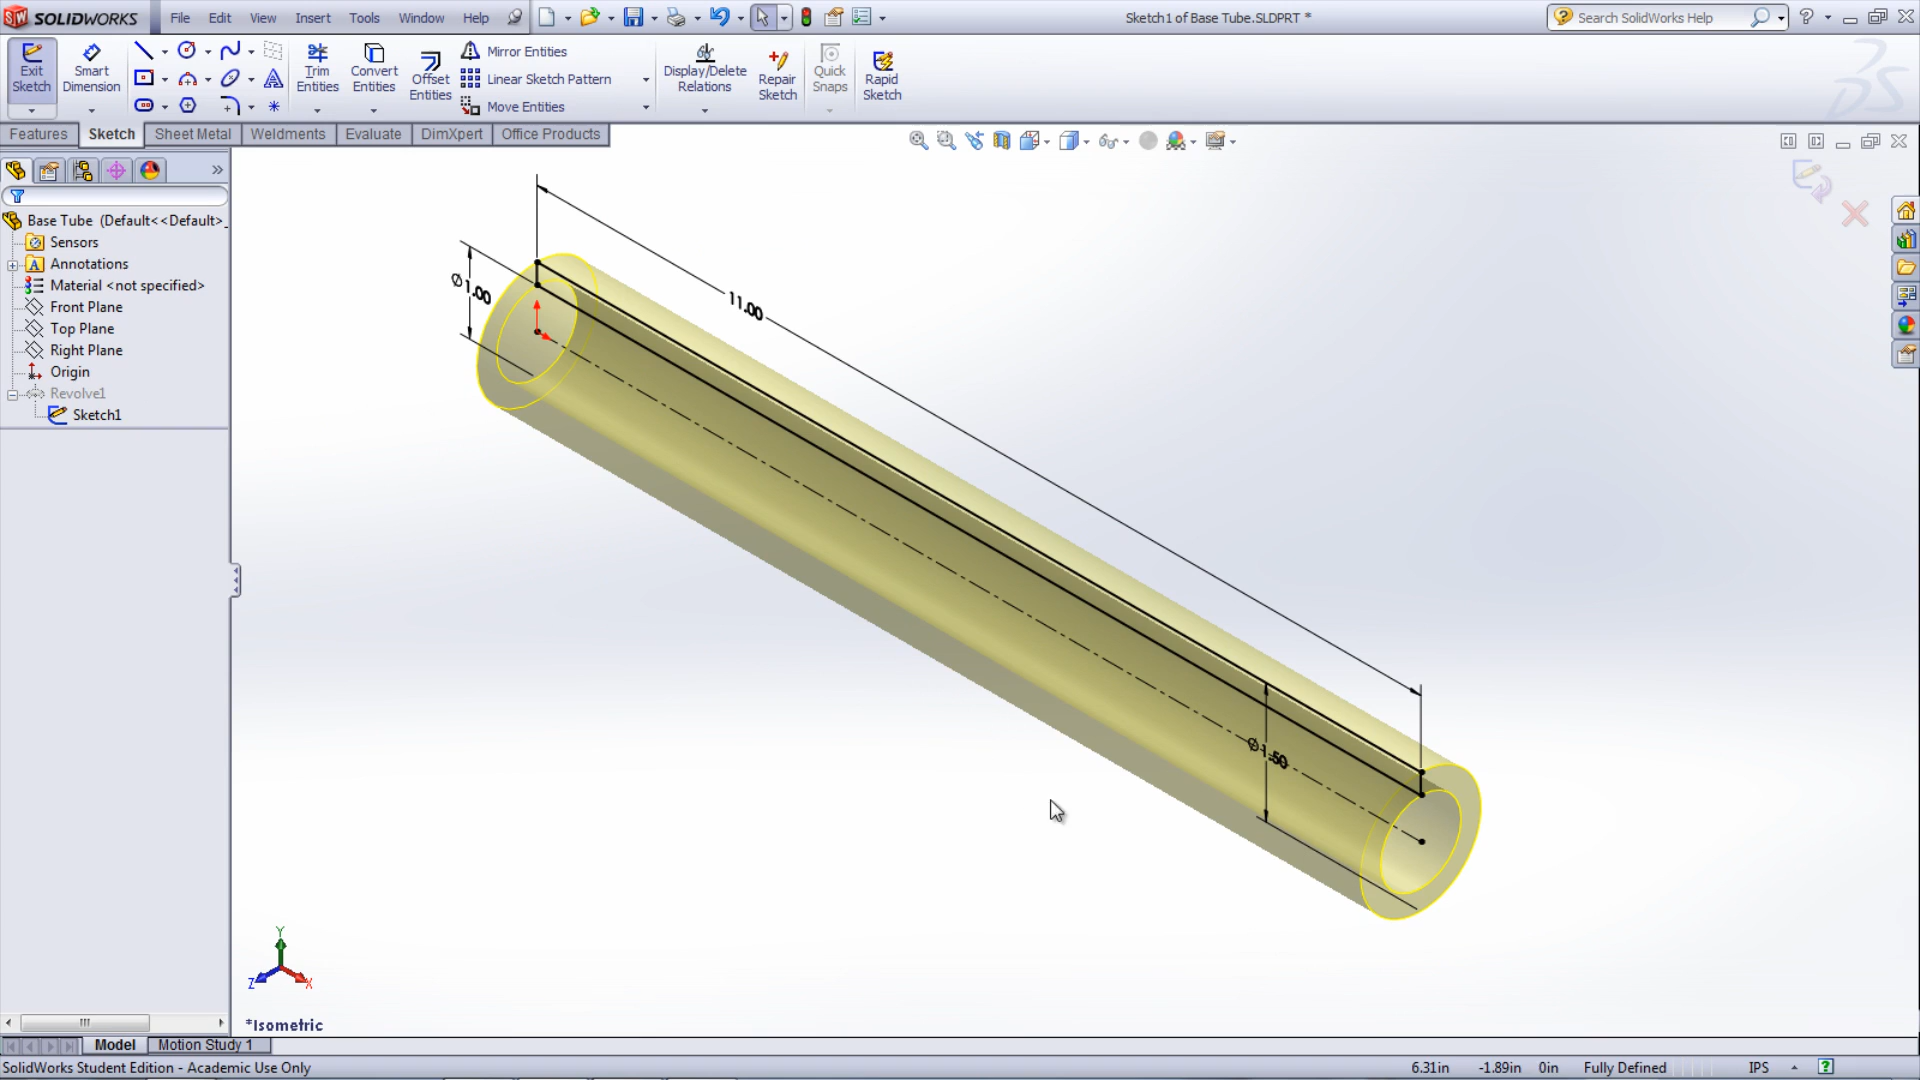 SOLIDWORKS File Edit View Insert Tools Window Help
Sketch1 of Base Tube.SLDPRT *
Search SolidWorks Help
Exit Sketch
Smart Dimension
Trim Entities
Convert Entities
Offset Entities
Mirror Entities
Linear Sketch Pattern
Move Entities
Display/Delete Relations
Repair Sketch
Quick Snaps
Rapid Sketch
Features Sketch Sheet Metal Weldments Evaluate DimXpert Office Products
Base Tube (Default<<Default>_
Sensors
Annotations
Material <not specified>
Front Plane
Top Plane
Right Plane
Origin
Revolve1
Sketch1
∅1.00
11.00
∅1.50
Y
Z
X
*Isometric
Model Motion Study 1
SolidWorks Student Edition - Academic Use Only
6.31in -1.89in 0in Fully Defined IPS